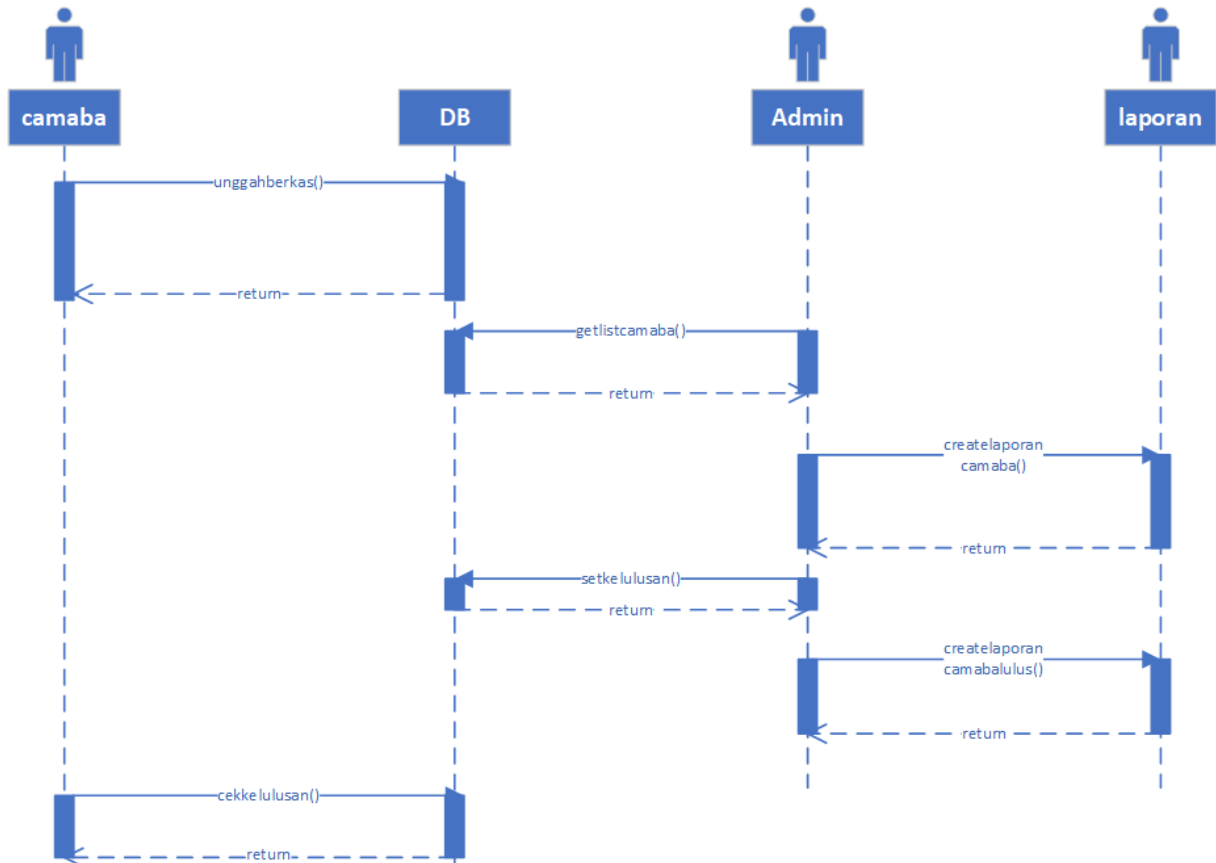 camaba
DB
Admin
laporan
unggahberkas()
return
getlistcamaba()
return
createlaporan
camaba()
return
setkelulusan()
return
createlaporan
camabalulus()
return
cekkelulusan()
return